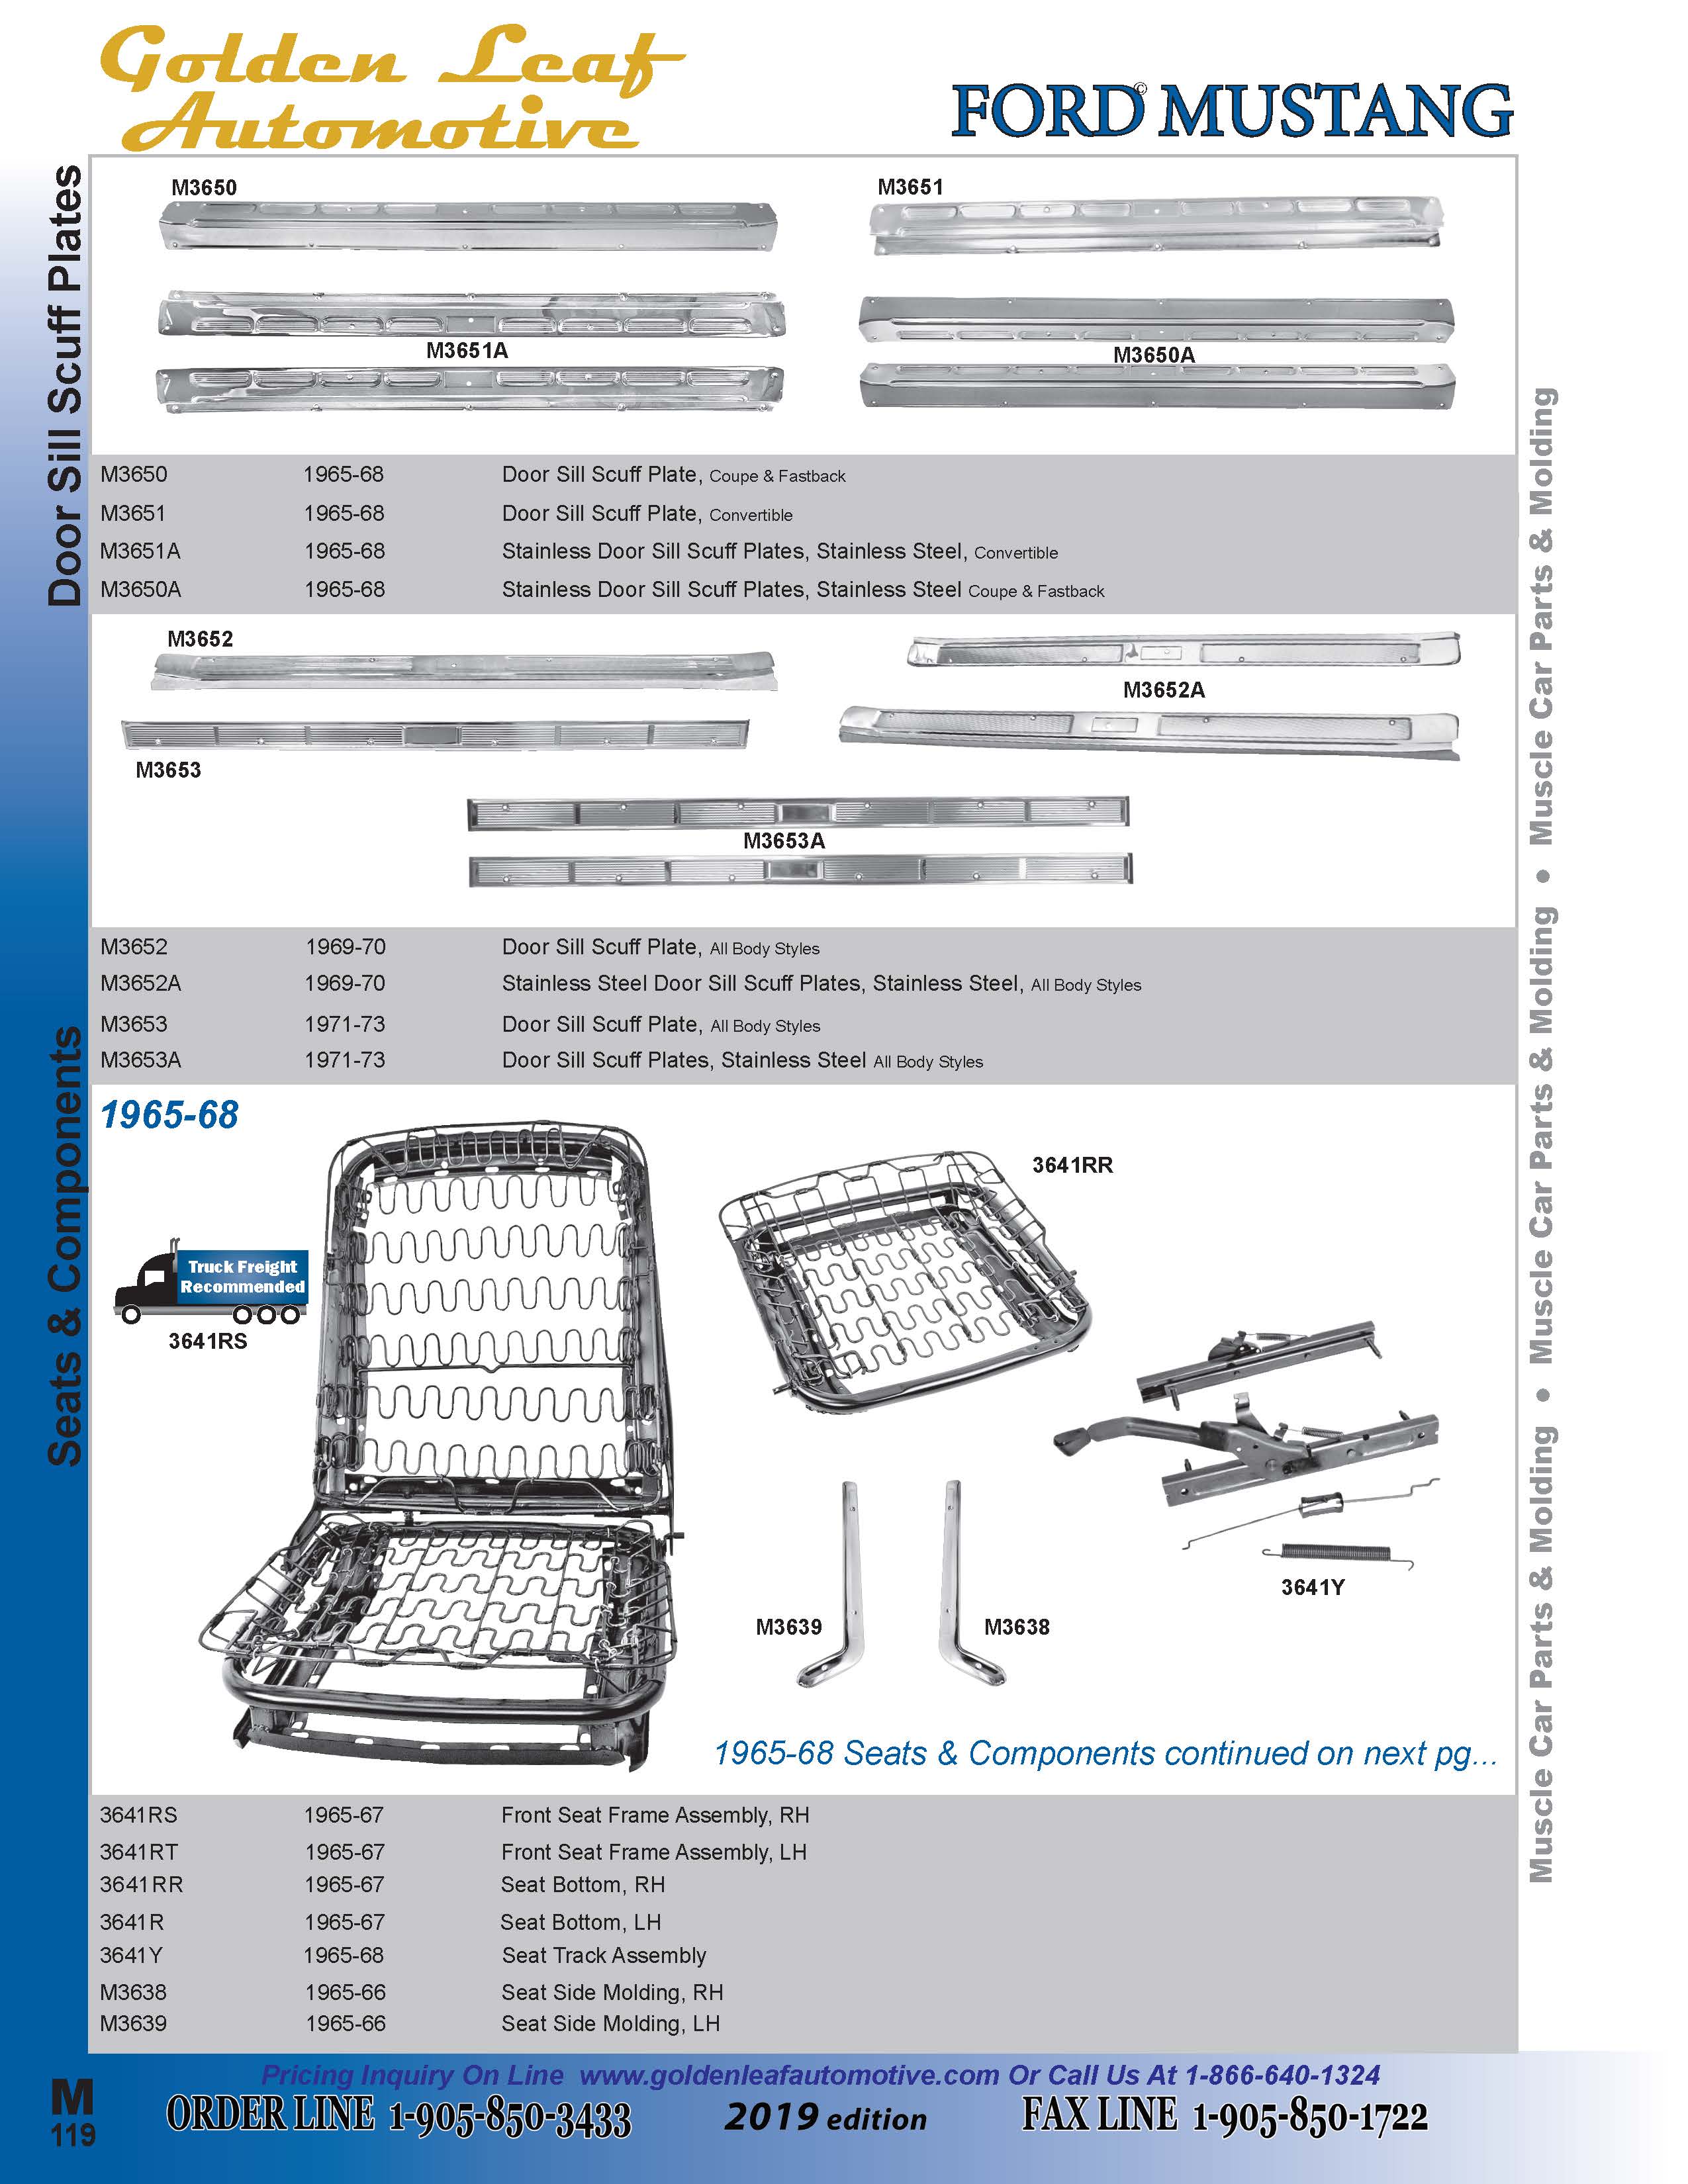 Golden Leaf
Automotive
FORD© MUSTANG
Door Sill Scuff Plates
M3650
M3651
M3651A
M3650A
M3650 1965-68 Door Sill Scuff Plate, Coupe & Fastback
M3651 1965-68 Door Sill Scuff Plate, Convertible
M3651A 1965-68 Stainless Door Sill Scuff Plates, Stainless Steel, Convertible
M3650A 1965-68 Stainless Door Sill Scuff Plates, Stainless Steel Coupe & Fastback
M3652
M3652A
M3653
M3653A
M3652 1969-70 Door Sill Scuff Plate, All Body Styles
M3652A 1969-70 Stainless Steel Door Sill Scuff Plates, Stainless Steel, All Body Styles
M3653 1971-73 Door Sill Scuff Plate, All Body Styles
M3653A 1971-73 Door Sill Scuff Plates, Stainless Steel All Body Styles
Seats & Components
1965-68
3641RR
Truck Freight
Recommended
3641RS
3641Y
M3639
M3638
1965-68 Seats & Components continued on next pg...
3641RS 1965-67 Front Seat Frame Assembly, RH
3641RT 1965-67 Front Seat Frame Assembly, LH
3641RR 1965-67 Seat Bottom, RH
3641R 1965-67 Seat Bottom, LH
3641Y 1965-68 Seat Track Assembly
M3638 1965-66 Seat Side Molding, RH
M3639 1965-66 Seat Side Molding, LH
Muscle Car Parts & Molding • Muscle Car Parts & Molding • Muscle Car Parts & Molding
Pricing Inquiry On Line www.goldenleafautomotive.com Or Call Us At 1-866-640-1324
M
119
ORDER LINE 1-905-850-3433
2019 edition
FAX LINE 1-905-850-1722